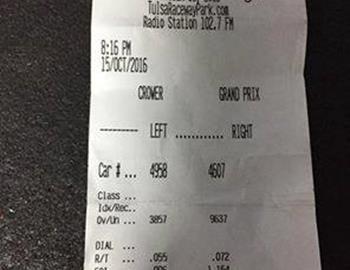 TulsaRacewayPark.com
Radio Station 102.7 FM
8:16 PM
15/OCT/2016
CROWER GRAND PRIX
--------- LEFT ............ RIGHT
Car # ... 4958 4607
Class ...
Idx/Rec..
Ov/Un ... 3857 9637
DIAL ...
R/T ... .055 .072